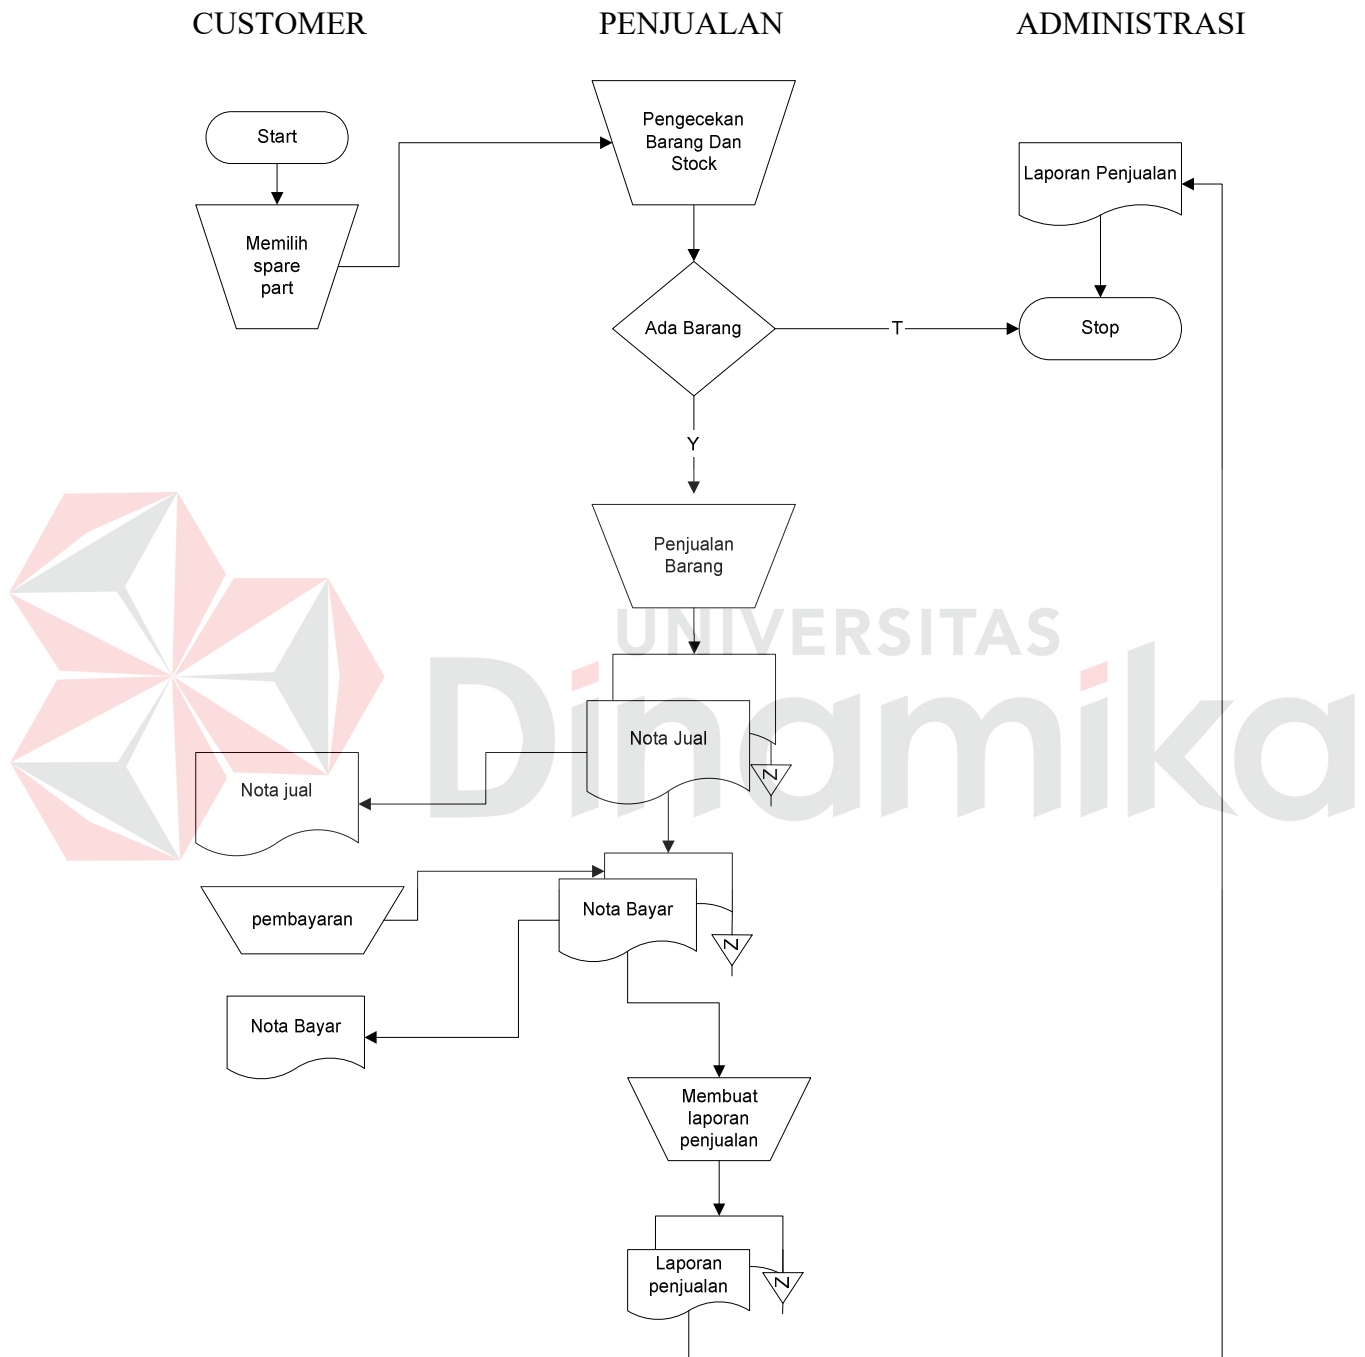 CUSTOMER
PENJUALAN
ADMINISTRASI
Start
Memilih
spare
part
Pengecekan
Barang Dan
Stock
Laporan Penjualan
Ada Barang
T
Stop
Y
Penjualan
Barang
UNIVERSITAS
Dinamika
Nota Jual
Z
Nota jual
pembayaran
Nota Bayar
Z
Nota Bayar
Membuat
laporan
penjualan
Laporan
penjualan
Z